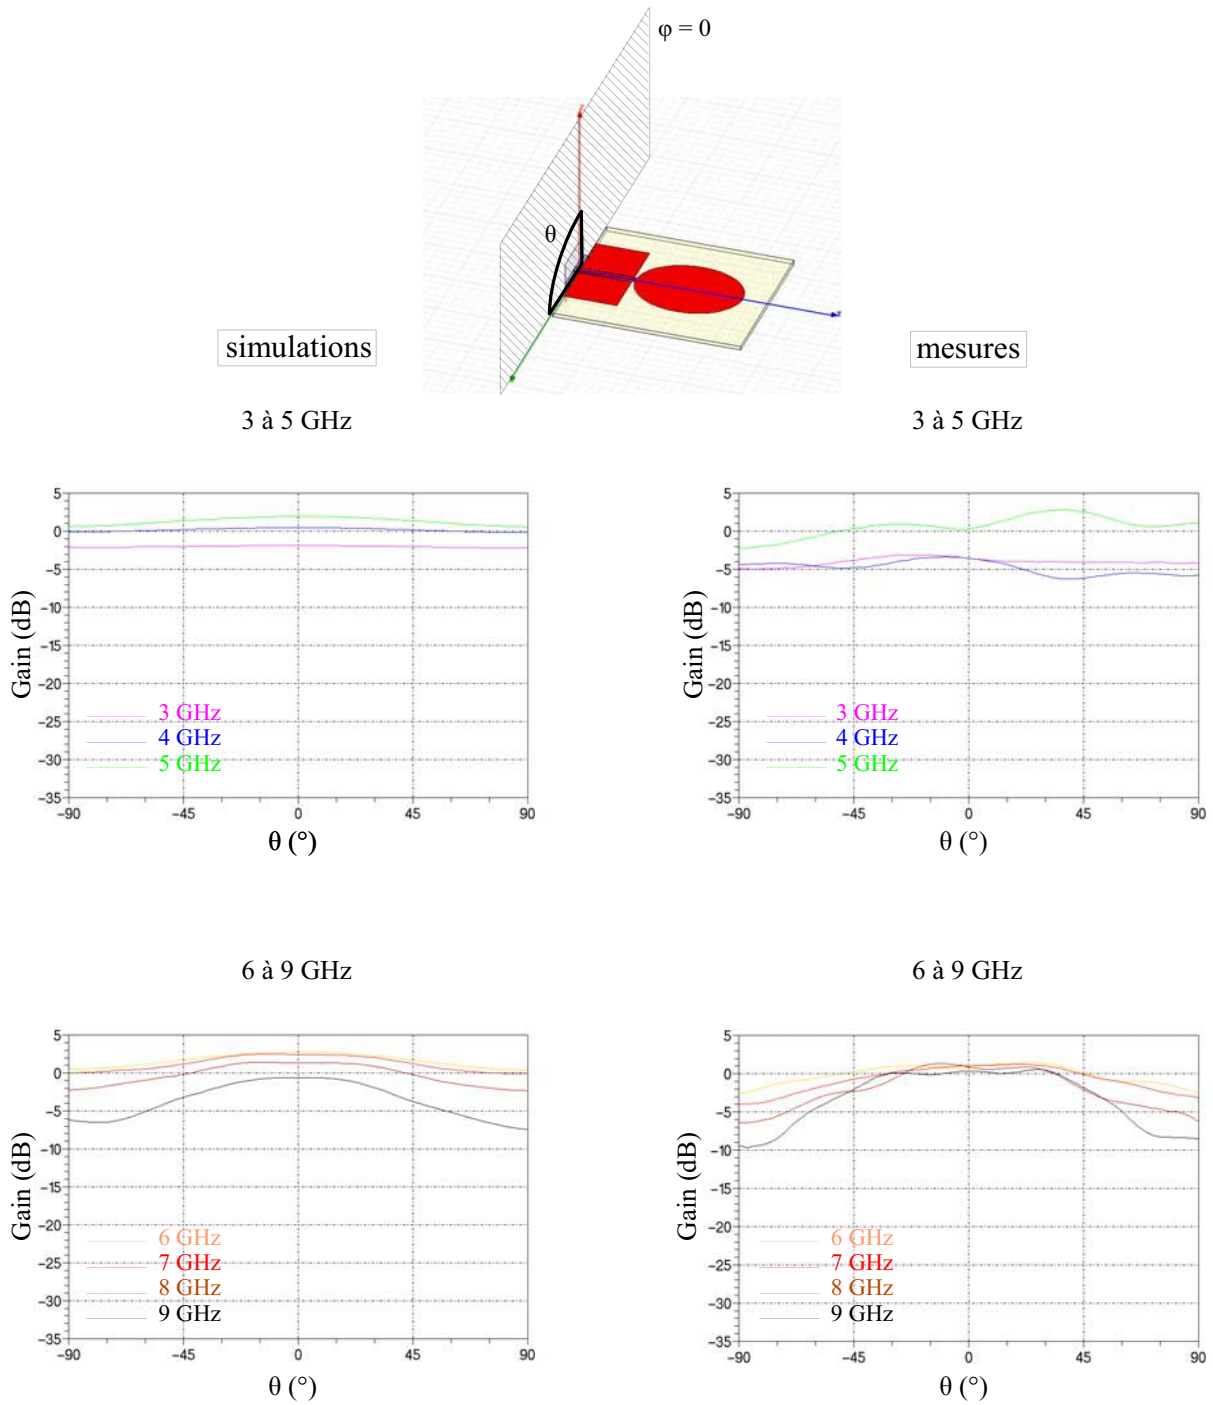 φ = 0
θ
simulations
mesures
3 à 5 GHz
3 à 5 GHz
Gain (dB)
5
0
−5
−10
−15
−20
−25
−30
−35
3 GHz
4 GHz
5 GHz
−90
−45
0
45
90
θ (°)
Gain (dB)
5
0
−5
−10
−15
−20
−25
−30
−35
3 GHz
4 GHz
5 GHz
−90
−45
0
45
90
θ (°)
6 à 9 GHz
6 à 9 GHz
Gain (dB)
5
0
−5
−10
−15
−20
−25
−30
−35
6 GHz
7 GHz
8 GHz
9 GHz
−90
−45
0
45
90
θ (°)
Gain (dB)
5
0
−5
−10
−15
−20
−25
−30
−35
6 GHz
7 GHz
8 GHz
9 GHz
−90
−45
0
45
90
θ (°)